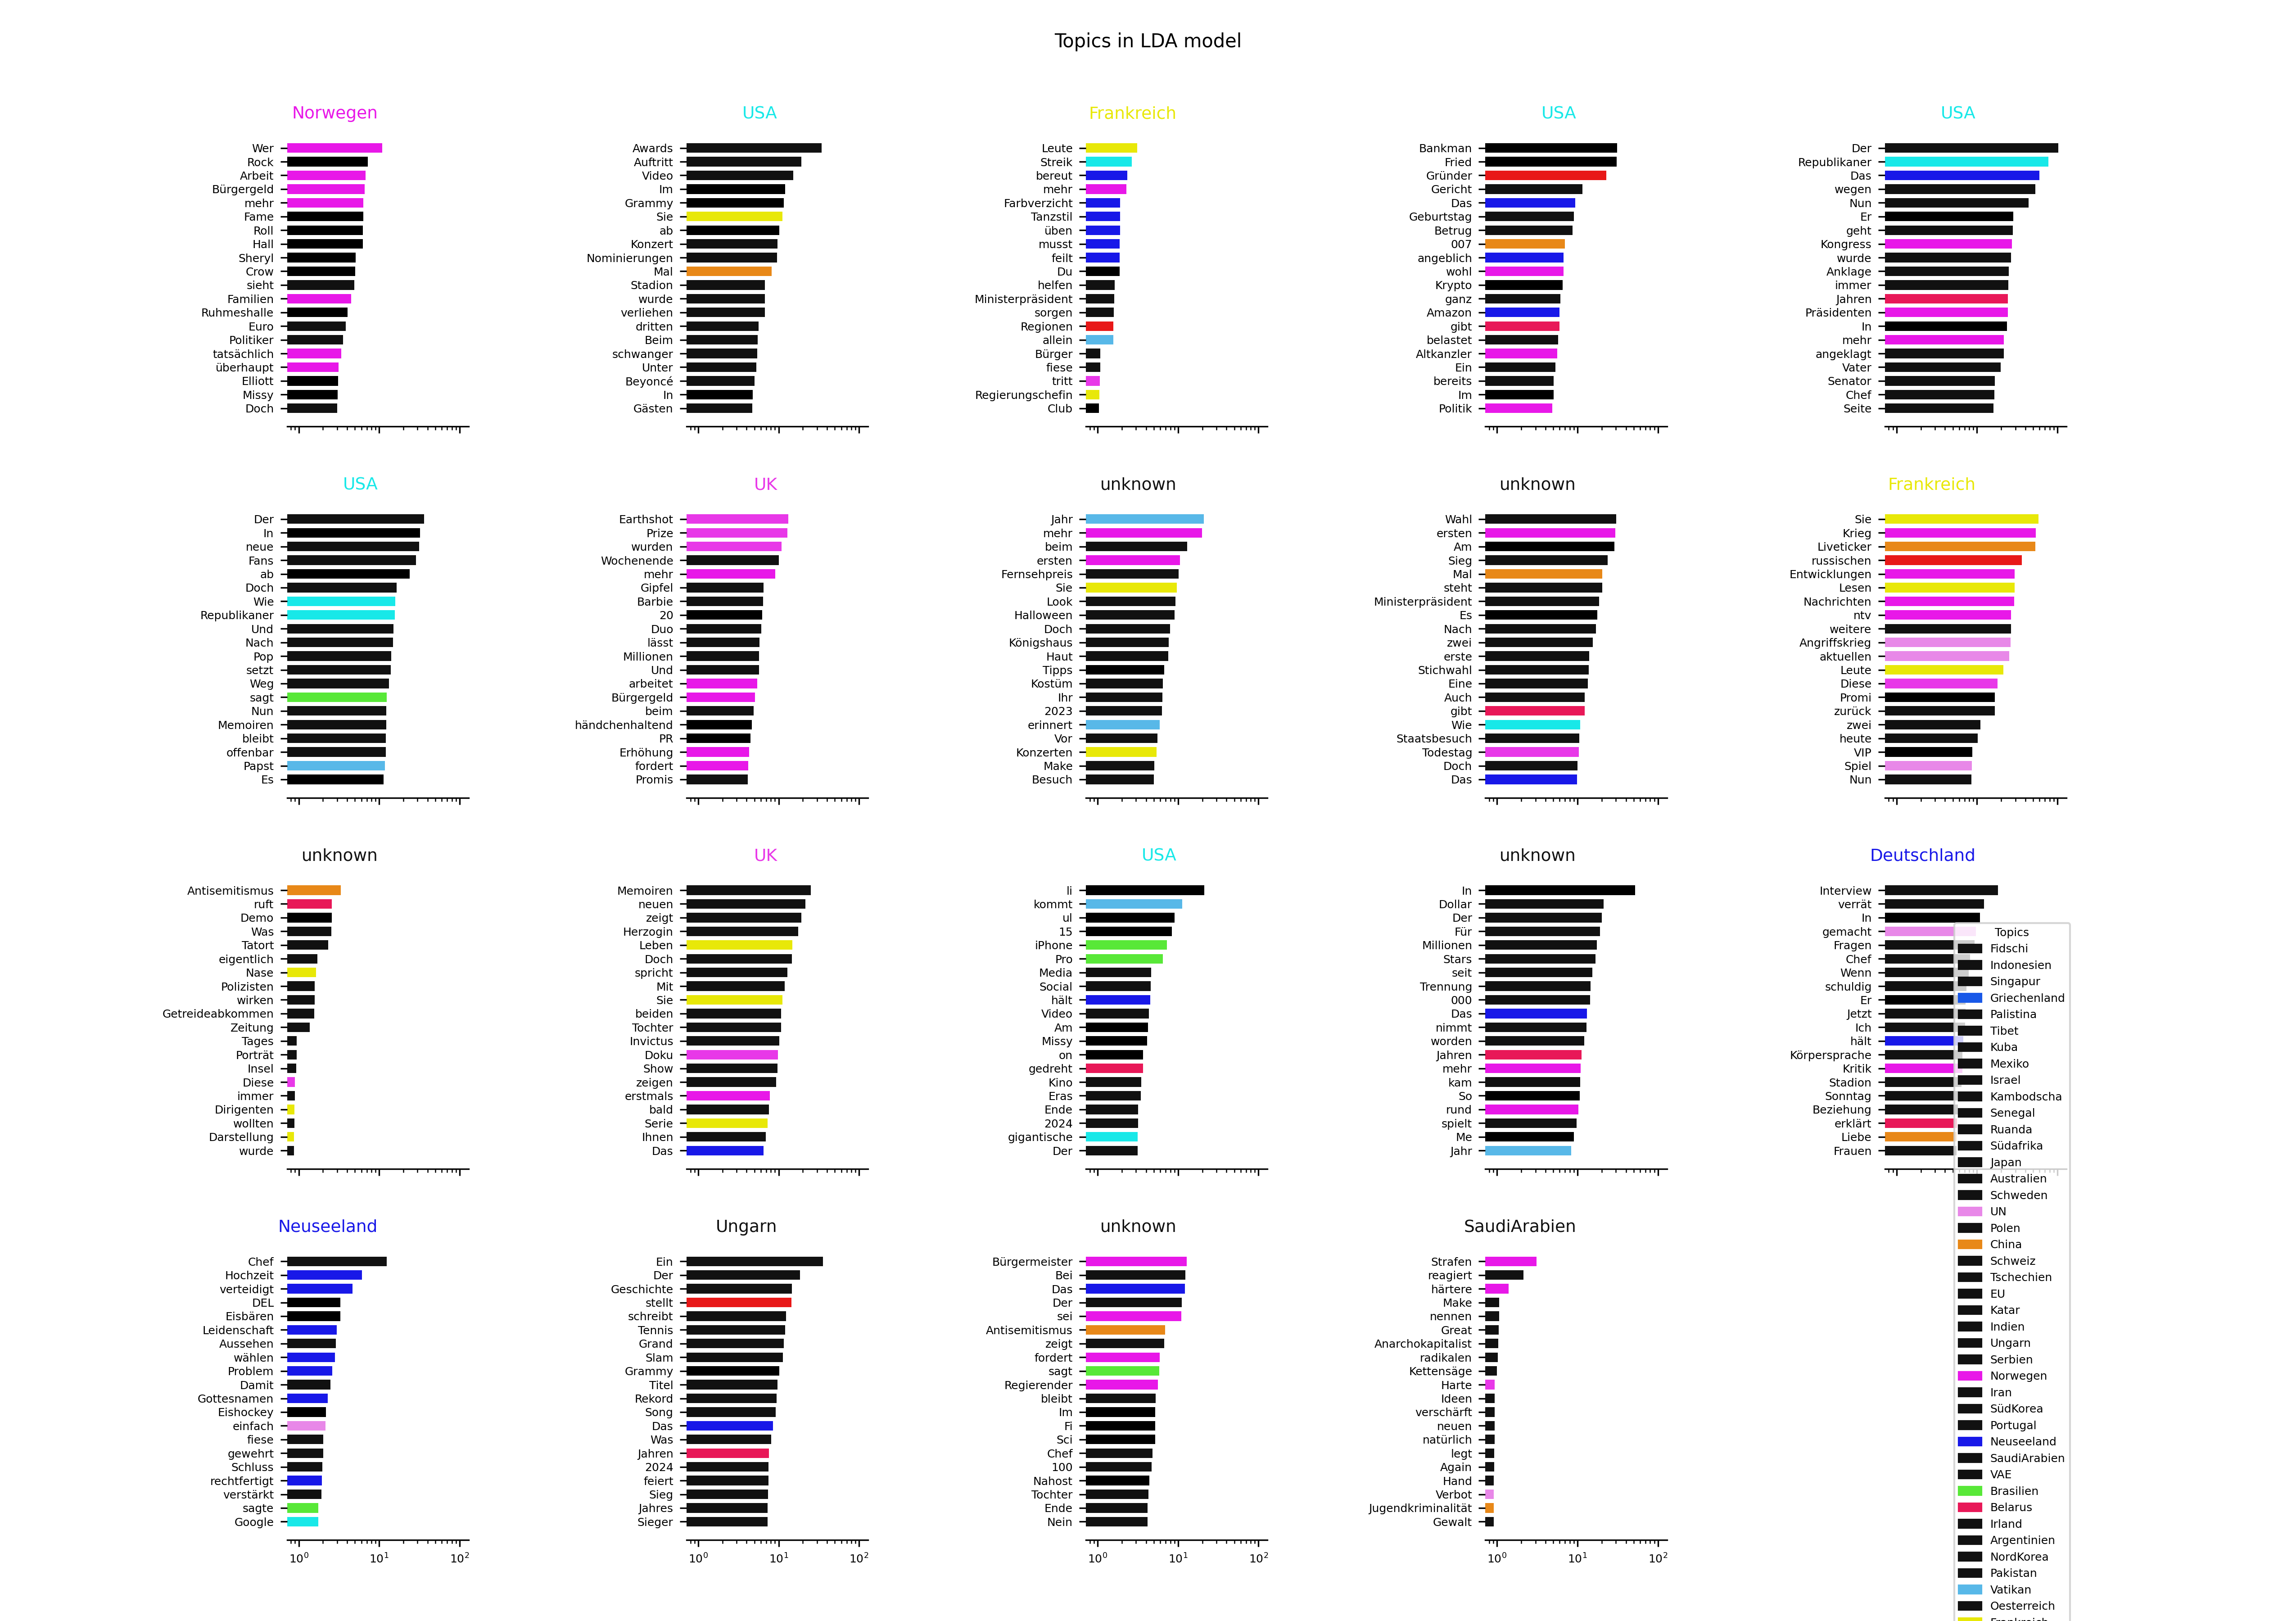 Topics in LDA model
Norwegen
Wer
Rock
Arbeit
Bürgergeld
mehr
Fame
Roll
Hall
Sheryl
Crow
sieht
Familien
Ruhmeshalle
Euro
Politiker
tatsächlich
überhaupt
Elliott
Missy
Doch
USA
Awards
Auftritt
Video
Im
Grammy
Sie
ab
Konzert
Nominierungen
Mal
Stadion
wurde
verliehen
dritten
Beim
schwanger
Unter
Beyoncé
In
Gästen
Frankreich
Leute
Streik
bereut
mehr
Farbverzicht
Tanzstil
üben
musst
feilt
Du
helfen
Ministerpräsident
sorgen
Regionen
allein
Bürger
fiese
tritt
Regierungschefin
Club
USA
Bankman
Fried
Gründer
Gericht
Das
Geburtstag
Betrug
007
angeblich
wohl
Krypto
ganz
Amazon
gibt
belastet
Altkanzler
Ein
bereits
Im
Politik
USA
Der
Republikaner
Das
wegen
Nun
Er
geht
Kongress
wurde
Anklage
immer
Jahren
Präsidenten
In
mehr
angeklagt
Vater
Senator
Chef
Seite
USA
Der
In
neue
Fans
ab
Doch
Wie
Republikaner
Und
Nach
Pop
setzt
Weg
sagt
Nun
Memoiren
bleibt
offenbar
Papst
Es
UK
Earthshot
Prize
wurden
Wochenende
mehr
Gipfel
Barbie
20
Duo
lässt
Millionen
Und
arbeitet
Bürgergeld
beim
händchenhaltend
PR
Erhöhung
fordert
Promis
unknown
Jahr
mehr
beim
ersten
Fernsehpreis
Sie
Look
Halloween
Doch
Königshaus
Haut
Tipps
Kostüm
Ihr
2023
erinnert
Vor
Konzerten
Make
Besuch
unknown
Wahl
ersten
Am
Sieg
Mal
steht
Ministerpräsident
Es
Nach
zwei
erste
Stichwahl
Eine
Auch
gibt
Wie
Staatsbesuch
Todestag
Doch
Das
Frankreich
Sie
Krieg
Liveticker
russischen
Entwicklungen
Lesen
Nachrichten
ntv
weitere
Angriffskrieg
aktuellen
Leute
Diese
Promi
zurück
zwei
heute
VIP
Spiel
Nun
unknown
Antisemitismus
ruft
Demo
Was
Tatort
eigentlich
Nase
Polizisten
wirken
Getreideabkommen
Zeitung
Tages
Porträt
Insel
Diese
immer
Dirigenten
wollten
Darstellung
wurde
UK
Memoiren
neuen
zeigt
Herzogin
Leben
Doch
spricht
Mit
Sie
beiden
Tochter
Invictus
Doku
Show
zeigen
erstmals
bald
Serie
Ihnen
Das
USA
li
kommt
ul
15
iPhone
Pro
Media
Social
hält
Video
Am
Missy
on
gedreht
Kino
Eras
Ende
2024
gigantische
Der
unknown
In
Dollar
Der
Für
Millionen
Stars
seit
Trennung
000
Das
nimmt
worden
Jahren
mehr
kam
So
rund
spielt
Me
Jahr
Deutschland
Interview
verrät
In
gemacht
Fragen
Chef
Wenn
schuldig
Er
Jetzt
Ich
hält
Körpersprache
Kritik
Stadion
Sonntag
Beziehung
erklärt
Liebe
Frauen
Neuseeland
Chef
Hochzeit
verteidigt
DEL
Eisbären
Leidenschaft
Aussehen
wählen
Problem
Damit
Gottesnamen
Eishockey
einfach
fiese
gewehrt
Schluss
rechtfertigt
verstärkt
sagte
Google
10⁰ 10¹ 10²
Ungarn
Ein
Der
Geschichte
stellt
schreibt
Tennis
Grand
Slam
Grammy
Titel
Rekord
Song
Das
Was
Jahren
2024
feiert
Sieg
Jahres
Sieger
10⁰ 10¹ 10²
unknown
Bürgermeister
Bei
Das
Der
sei
Antisemitismus
zeigt
fordert
sagt
Regierender
bleibt
Im
Fi
Sci
Chef
100
Nahost
Tochter
Ende
Nein
10⁰ 10¹ 10²
SaudiArabien
Strafen
reagiert
härtere
Make
nennen
Great
Anarchokapitalist
radikalen
Kettensäge
Harte
Ideen
verschärft
neuen
natürlich
legt
Again
Hand
Verbot
Jugendkriminalität
Gewalt
10⁰ 10¹ 10²
Topics
Fidschi
Indonesien
Singapur
Griechenland
Palistina
Tibet
Kuba
Mexiko
Israel
Kambodscha
Senegal
Ruanda
Südafrika
Japan
Australien
Schweden
UN
Polen
China
Schweiz
Tschechien
EU
Katar
Indien
Ungarn
Serbien
Norwegen
Iran
SüdKorea
Portugal
Neuseeland
SaudiArabien
VAE
Brasilien
Belarus
Irland
Argentinien
NordKorea
Pakistan
Vatikan
Oesterreich
Frankreich